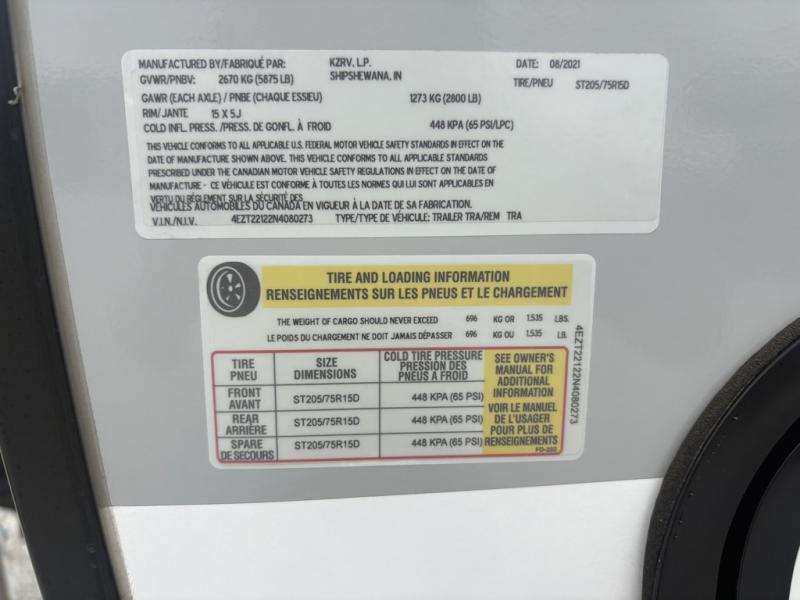 MANUFACTURED BY/FABRIQUÉ PAR: KZRV, L.P. DATE: 08/2021
GVWR/PNBV: 2670 KG (5875 LB) SHIPSHEWANA, IN TIRE/PNEU ST205/75R15D
GAWR (EACH AXLE) / PNBE (CHAQUE ESSIEU) 1273 KG (2800 LB)
RIM/JANTE 15 X 5J
COLD INFL. PRESS. /PRESS. DE GONFL. À FROID 448 KPA (65 PSI/LPC)
THIS VEHICLE CONFORMS TO ALL APPLICABLE U.S. FEDERAL MOTOR VEHICLE SAFETY STANDARDS IN EFFECT ON THE
DATE OF MANUFACTURE SHOWN ABOVE. THIS VEHICLE CONFORMS TO ALL APPLICABLE STANDARDS
PRESCRIBED UNDER THE CANADIAN MOTOR VEHICLE SAFETY REGULATIONS IN EFFECT ON THE DATE OF
MANUFACTURE - CE VÉHICULE EST CONFORME À TOUTES LES NORMES QUI LUI SONT APPLICABLES EN
VERTU DU RÈGLEMENT SUR LA SÉCURITÉ DES
VÉHICULES AUTOMOBILES DU CANADA EN VIGUEUR À LA DATE DE SA FABRICATION.
V.I.N./N.I.V. 4EZT22122N4080273 TYPE/TYPE DE VÉHICULE: TRAILER TRA/REM TRA
TIRE AND LOADING INFORMATION
RENSEIGNEMENTS SUR LES PNEUS ET LE CHARGEMENT
THE WEIGHT OF CARGO SHOULD NEVER EXCEED 696 KG OR 1,535 LBS.
LE POIDS DU CHARGEMENT NE DOIT JAMAIS DÉPASSER 696 KG OU 1,535 LB.
TIRE
PNEU
SIZE
DIMENSIONS
COLD TIRE PRESSURE
PRESSION DES
PNEUS A FROID
FRONT
AVANT
ST205/75R15D 448 KPA (65 PSI)
REAR
ARRIÈRE
ST205/75R15D 448 KPA (65 PSI)
SPARE
DE SECOURS
ST205/75R15D 448 KPA (65 PSI)
SEE OWNER'S
MANUAL FOR
ADDITIONAL
INFORMATION
VOIR LE MANUEL
DE L'USAGER
POUR PLUS DE
RENSEIGNEMENTS
FO-232
4EZT22122N4080273